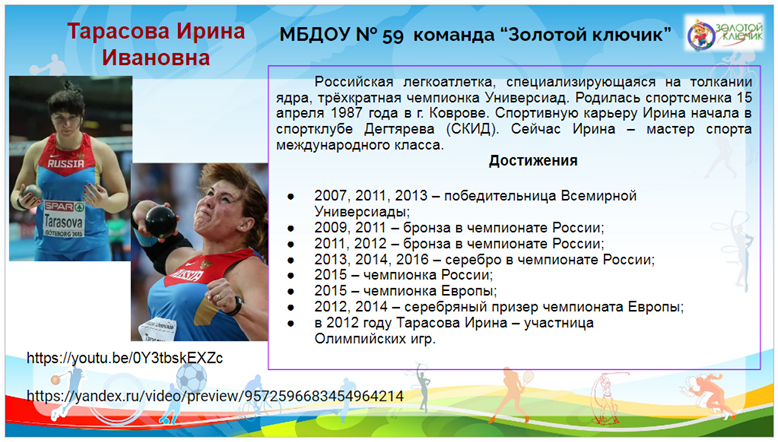 Тарасова Ирина
Ивановна
МБДОУ № 59 команда “Золотой ключик”
ЗОЛОТОЙ
КЛЮЧИК
Российская легкоатлетка, специализирующаяся на толкании
ядра, трёхкратная чемпионка Универсиад. Родилась спортсменка 15
апреля 1987 года в г. Коврове. Спортивную карьеру Ирина начала в
спортклубе Дегтярева (СКИД). Сейчас Ирина – мастер спорта
международного класса.
Достижения
● 2007, 2011, 2013 – победительница Всемирной
Универсиады;
● 2009, 2011 – бронза в чемпионате России;
● 2011, 2012 – бронза в чемпионате России;
● 2013, 2014, 2016 – серебро в чемпионате России;
● 2015 – чемпионка России;
● 2015 – чемпионка Европы;
● 2012, 2014 – серебряный призер чемпионата Европы;
● в 2012 году Тарасова Ирина – участница
Олимпийских игр.
RUSSIA
SPAR
Tarasova
GÖTEBORG 2013
RUSSIA
https://youtu.be/0Y3tbskEXZc
https://yandex.ru/video/preview/9572596683454964214